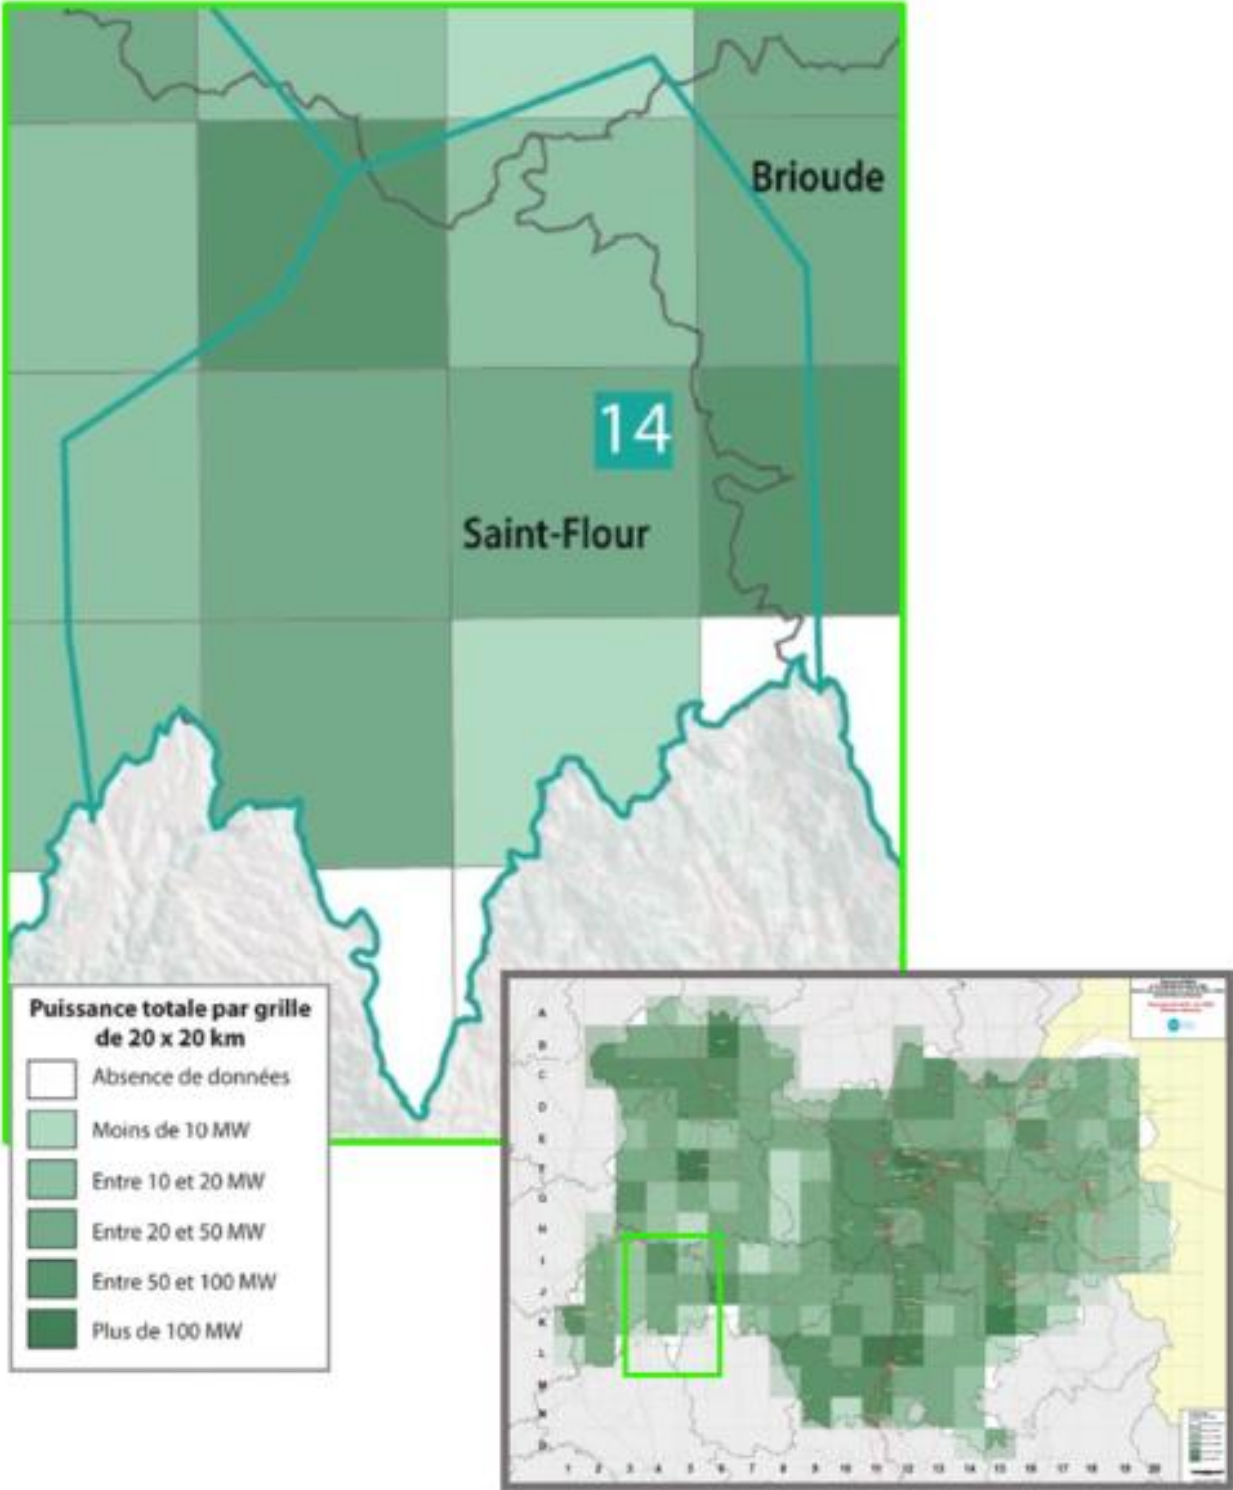 Brioude
14
Saint-Flour
Puissance totale par grille
de 20 x 20 km
Absence de données
Moins de 10 MW
Entre 10 et 20 MW
Entre 20 et 50 MW
Entre 50 et 100 MW
Plus de 100 MW
A
B
C
D
E
F
G
H
I
J
K
L
M
N
O
1 2 3 4 5 6 7 8 9 10 11 12 13 14 15 16 17 18 19 20